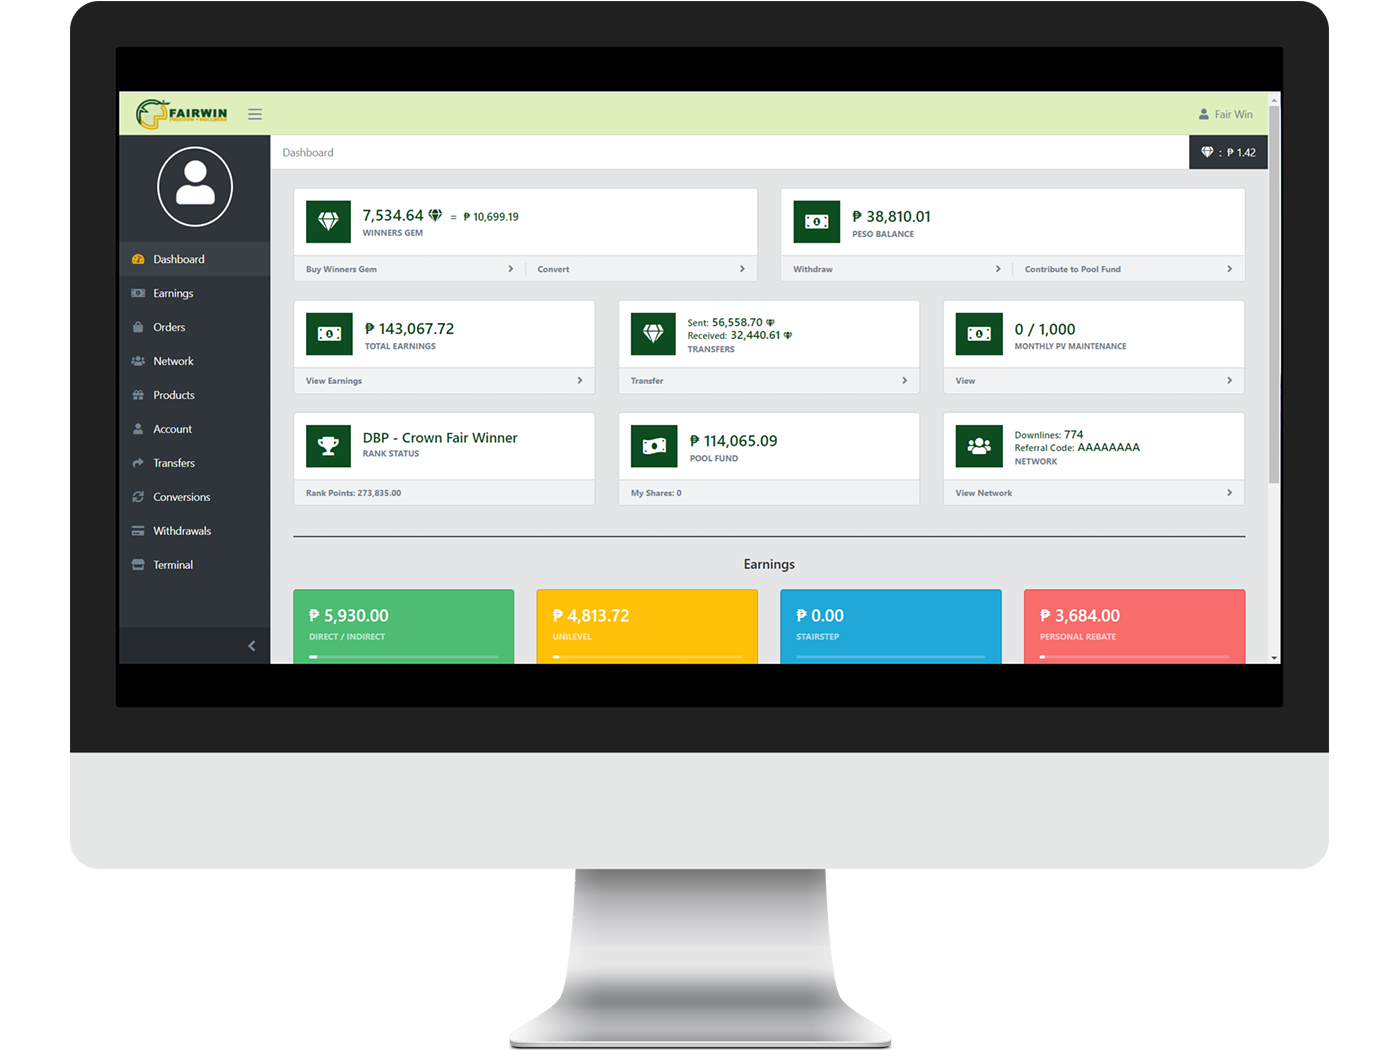 FAIRWIN
FREEDOM + WELLNESS
Fair Win
Dashboard
: ₱ 1.42
Dashboard
Earnings
Orders
Network
Products
Account
Transfers
Conversions
Withdrawals
Terminal
7,534.64 = ₱ 10,699.19
WINNERS GEM
Buy Winners Gem
Convert
₱ 38,810.01
PESO BALANCE
Withdraw
Contribute to Pool Fund
₱ 143,067.72
TOTAL EARNINGS
View Earnings
Sent: 56,558.70
Received: 32,440.61
TRANSFERS
Transfer
0 / 1,000
MONTHLY PV MAINTENANCE
View
DBP - Crown Fair Winner
RANK STATUS
Rank Points: 273,835.00
₱ 114,065.09
POOL FUND
My Shares: 0
Downlines: 774
Referral Code: AAAAAAAA
NETWORK
View Network
Earnings
₱ 5,930.00
DIRECT / INDIRECT
₱ 4,813.72
UNILEVEL
₱ 0.00
STAIRSTEP
₱ 3,684.00
PERSONAL REBATE